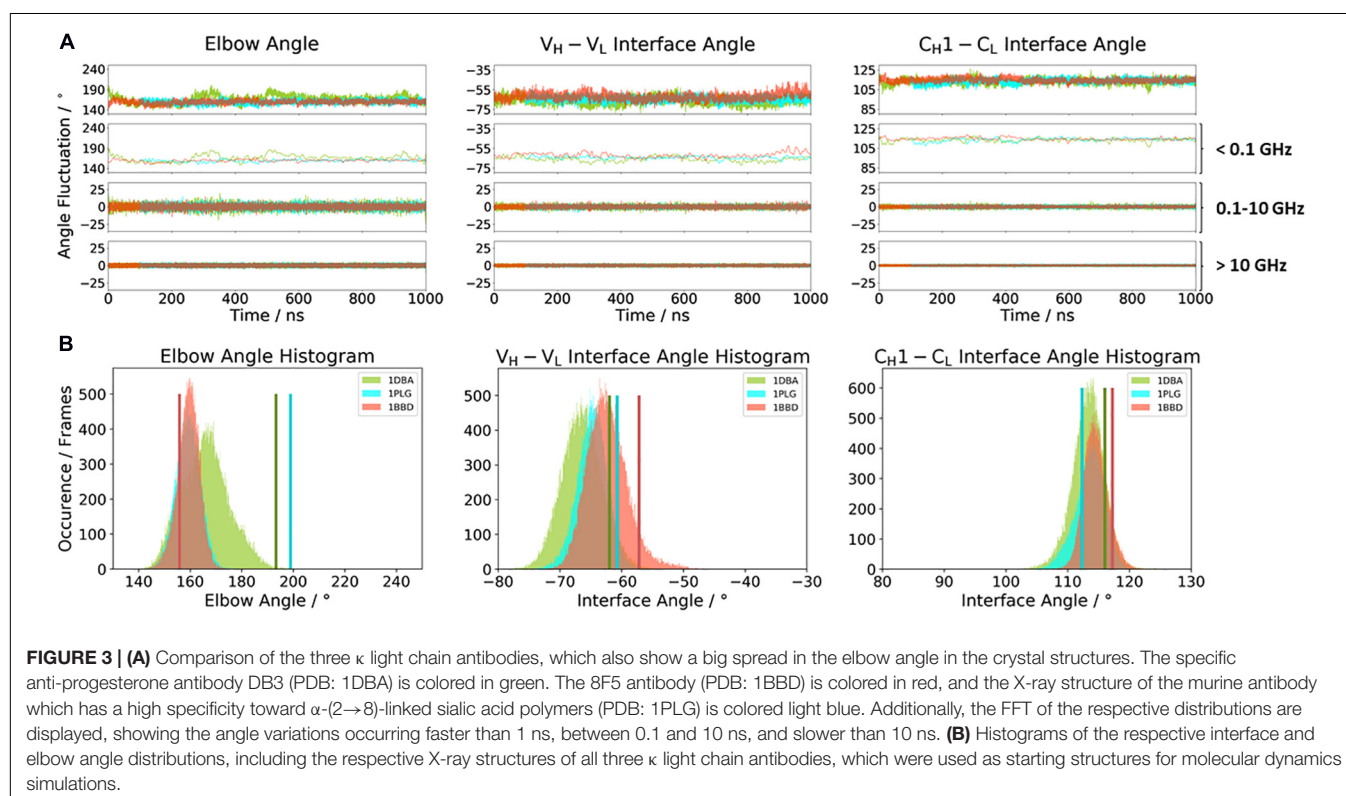 A
Elbow Angle
V_H − V_L Interface Angle
C_H1 − C_L Interface Angle
Angle Fluctuation / °
240
190
140
240
190
140
25
0
−25
25
0
−25
0 200 400 600 800 1000
Time / ns
−35
−55
−75
−35
−55
−75
25
0
−25
25
0
−25
0 200 400 600 800 1000
Time / ns
125
105
85
125
105
85
25
0
−25
25
0
−25
0 200 400 600 800 1000
Time / ns
< 0.1 GHz
0.1-10 GHz
> 10 GHz
B
Elbow Angle Histogram
Occurence / Frames
500
400
300
200
100
0
1DBA
1PLG
1BBD
140 160 180 200 220 240
Elbow Angle / °
V_H − V_L Interface Angle Histogram
500
400
300
200
100
0
1DBA
1PLG
1BBD
−80 −70 −60 −50 −40 −30
Interface Angle / °
C_H1 − C_L Interface Angle Histogram
600
500
400
300
200
100
0
1DBA
1PLG
1BBD
80 90 100 110 120 130
Interface Angle / °
FIGURE 3 | (A) Comparison of the three κ light chain antibodies, which also show a big spread in the elbow angle in the crystal structures. The specific
anti-progesterone antibody DB3 (PDB: 1DBA) is colored in green. The 8F5 antibody (PDB: 1BBD) is colored in red, and the X-ray structure of the murine antibody
which has a high specificity toward α-(2→8)-linked sialic acid polymers (PDB: 1PLG) is colored light blue. Additionally, the FFT of the respective distributions are
displayed, showing the angle variations occurring faster than 1 ns, between 0.1 and 10 ns, and slower than 10 ns. (B) Histograms of the respective interface and
elbow angle distributions, including the respective X-ray structures of all three κ light chain antibodies, which were used as starting structures for molecular dynamics
simulations.